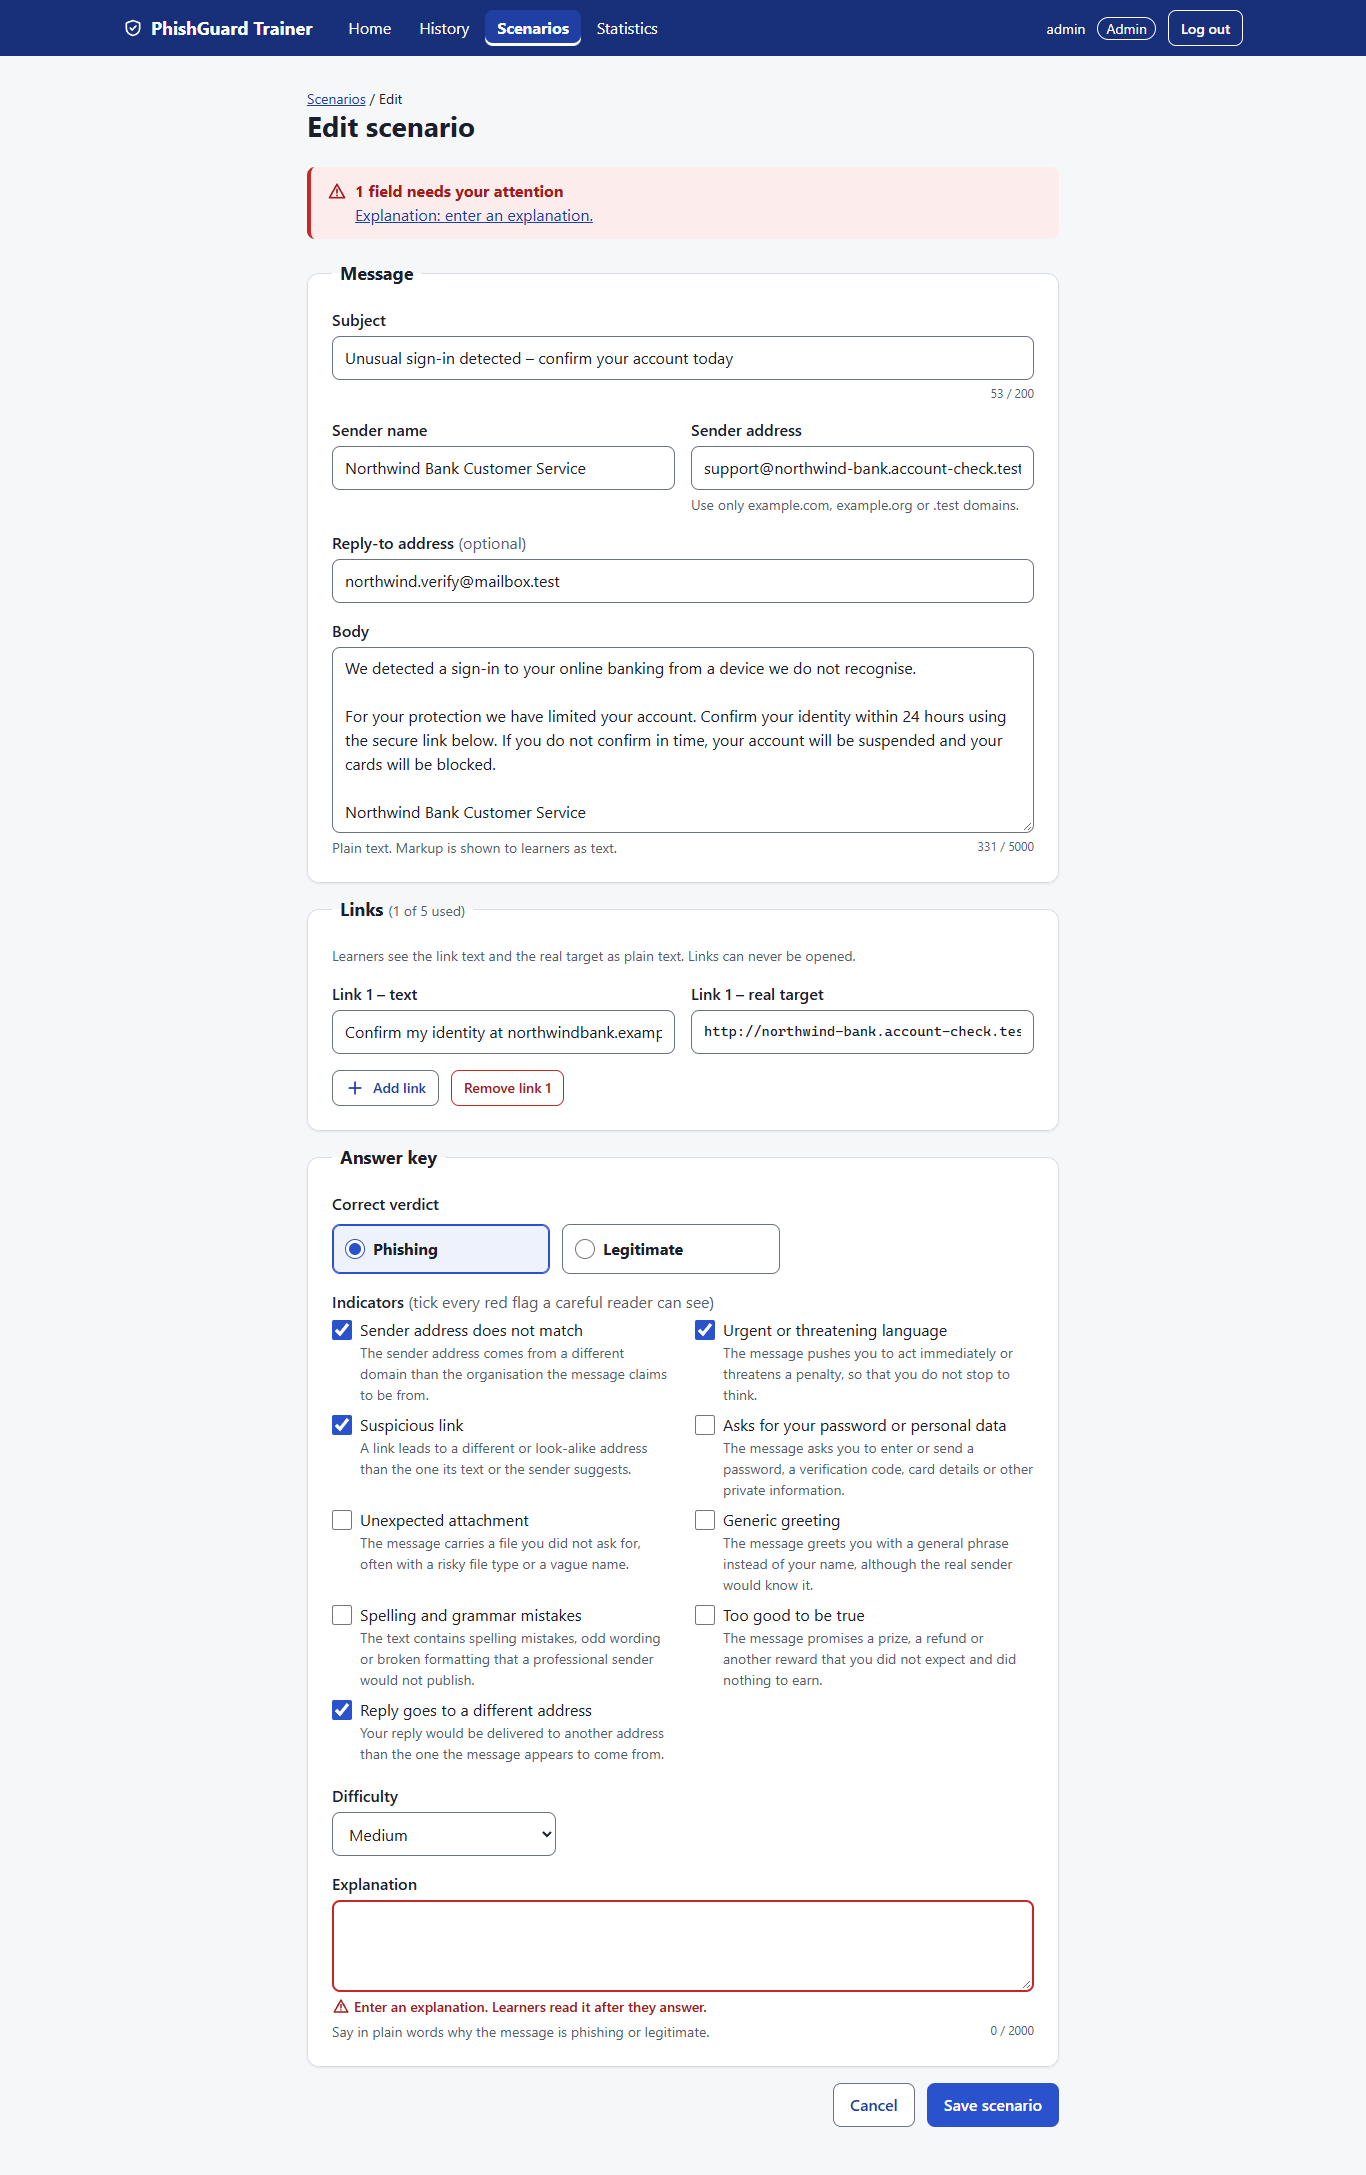 PhishGuard Trainer Home History Scenarios Statistics admin Admin Log out
Scenarios / Edit
Edit scenario
1 field needs your attention
Explanation: enter an explanation.
Message
Subject
Unusual sign-in detected – confirm your account today
53 / 200
Sender name
Northwind Bank Customer Service
Sender address
support@northwind-bank.account-check.test
Use only example.com, example.org or .test domains.
Reply-to address (optional)
northwind.verify@mailbox.test
Body
We detected a sign-in to your online banking from a device we do not recognise.
For your protection we have limited your account. Confirm your identity within 24 hours using
the secure link below. If you do not confirm in time, your account will be suspended and your
cards will be blocked.
Northwind Bank Customer Service
Plain text. Markup is shown to learners as text.
331 / 5000
Links (1 of 5 used)
Learners see the link text and the real target as plain text. Links can never be opened.
Link 1 – text
Confirm my identity at northwindbank.examp
Link 1 – real target
http://northwind-bank.account-check.tes
Add link
Remove link 1
Answer key
Correct verdict
Phishing
Legitimate
Indicators (tick every red flag a careful reader can see)
Sender address does not match
The sender address comes from a different
domain than the organisation the message claims
to be from.
Urgent or threatening language
The message pushes you to act immediately or
threatens a penalty, so that you do not stop to
think.
Suspicious link
A link leads to a different or look-alike address
than the one its text or the sender suggests.
Asks for your password or personal data
The message asks you to enter or send a
password, a verification code, card details or other
private information.
Unexpected attachment
The message carries a file you did not ask for,
often with a risky file type or a vague name.
Generic greeting
The message greets you with a general phrase
instead of your name, although the real sender
would know it.
Spelling and grammar mistakes
The text contains spelling mistakes, odd wording
or broken formatting that a professional sender
would not publish.
Too good to be true
The message promises a prize, a refund or
another reward that you did not expect and did
nothing to earn.
Reply goes to a different address
Your reply would be delivered to another address
than the one the message appears to come from.
Difficulty
Medium
Explanation
Enter an explanation. Learners read it after they answer.
Say in plain words why the message is phishing or legitimate.
0 / 2000
Cancel
Save scenario